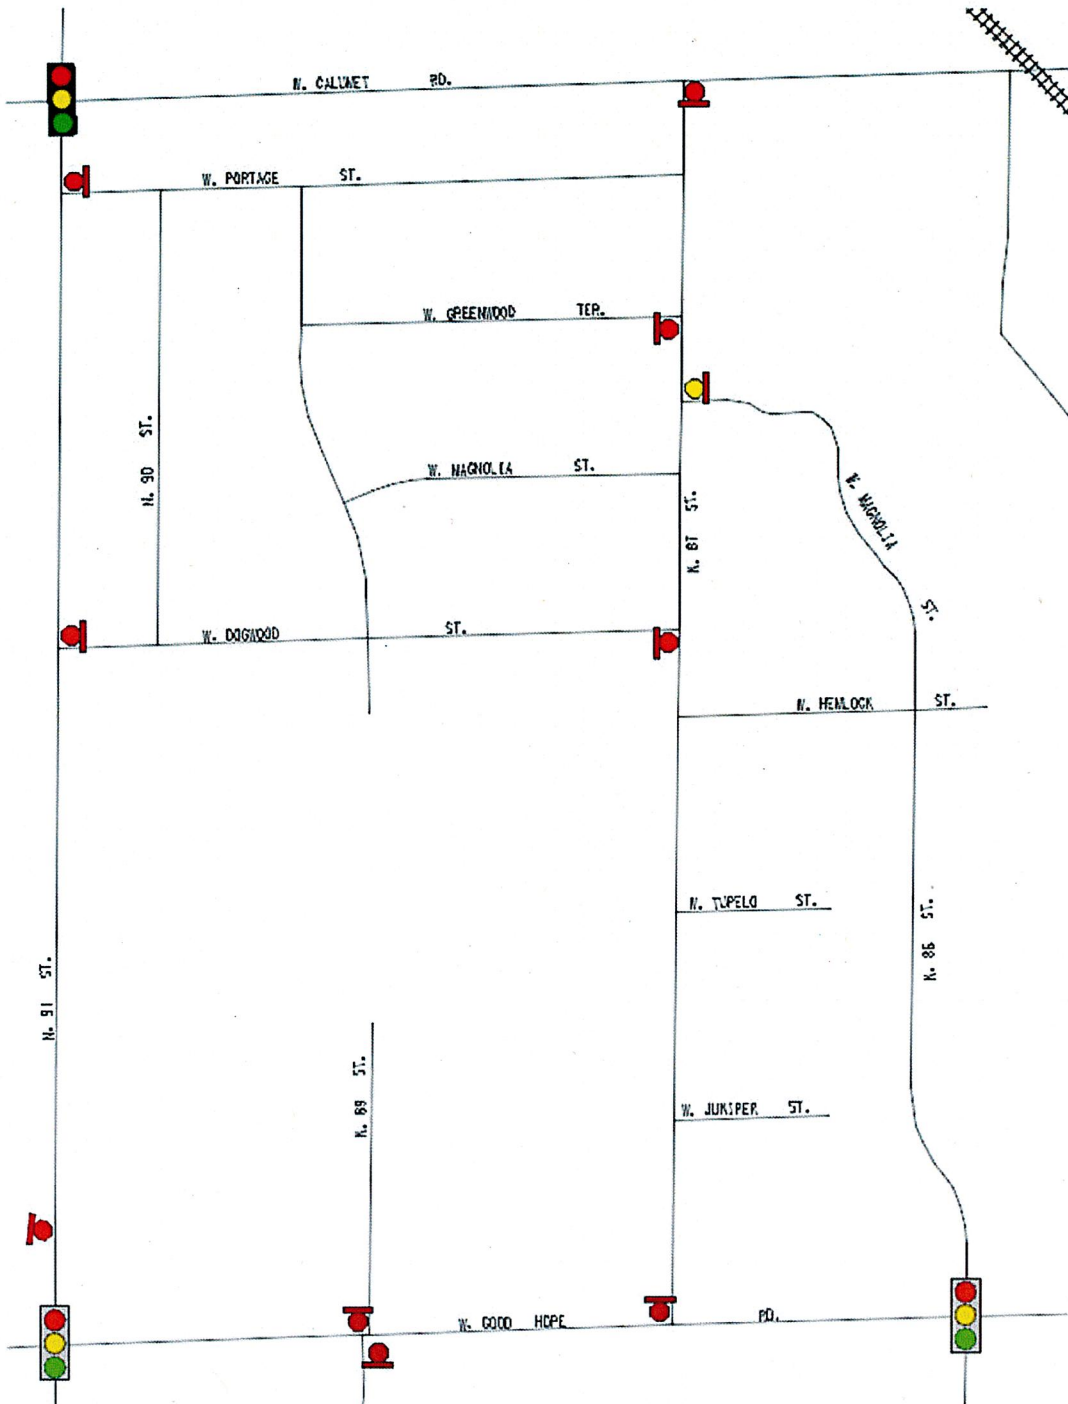 W. CALUMET RD.
W. PORTAGE ST.
W. GREENWOOD TER.
N. 90 ST.
W. MAGNOLIA ST.
N. 87 ST.
W. MAGNOLIA ST.
W. DOGWOOD ST.
W. HEMLOCK ST.
W. TUPELO ST.
N. 86 ST.
N. 91 ST.
N. 89 ST.
W. JUNIPER ST.
W. GOOD HOPE RD.